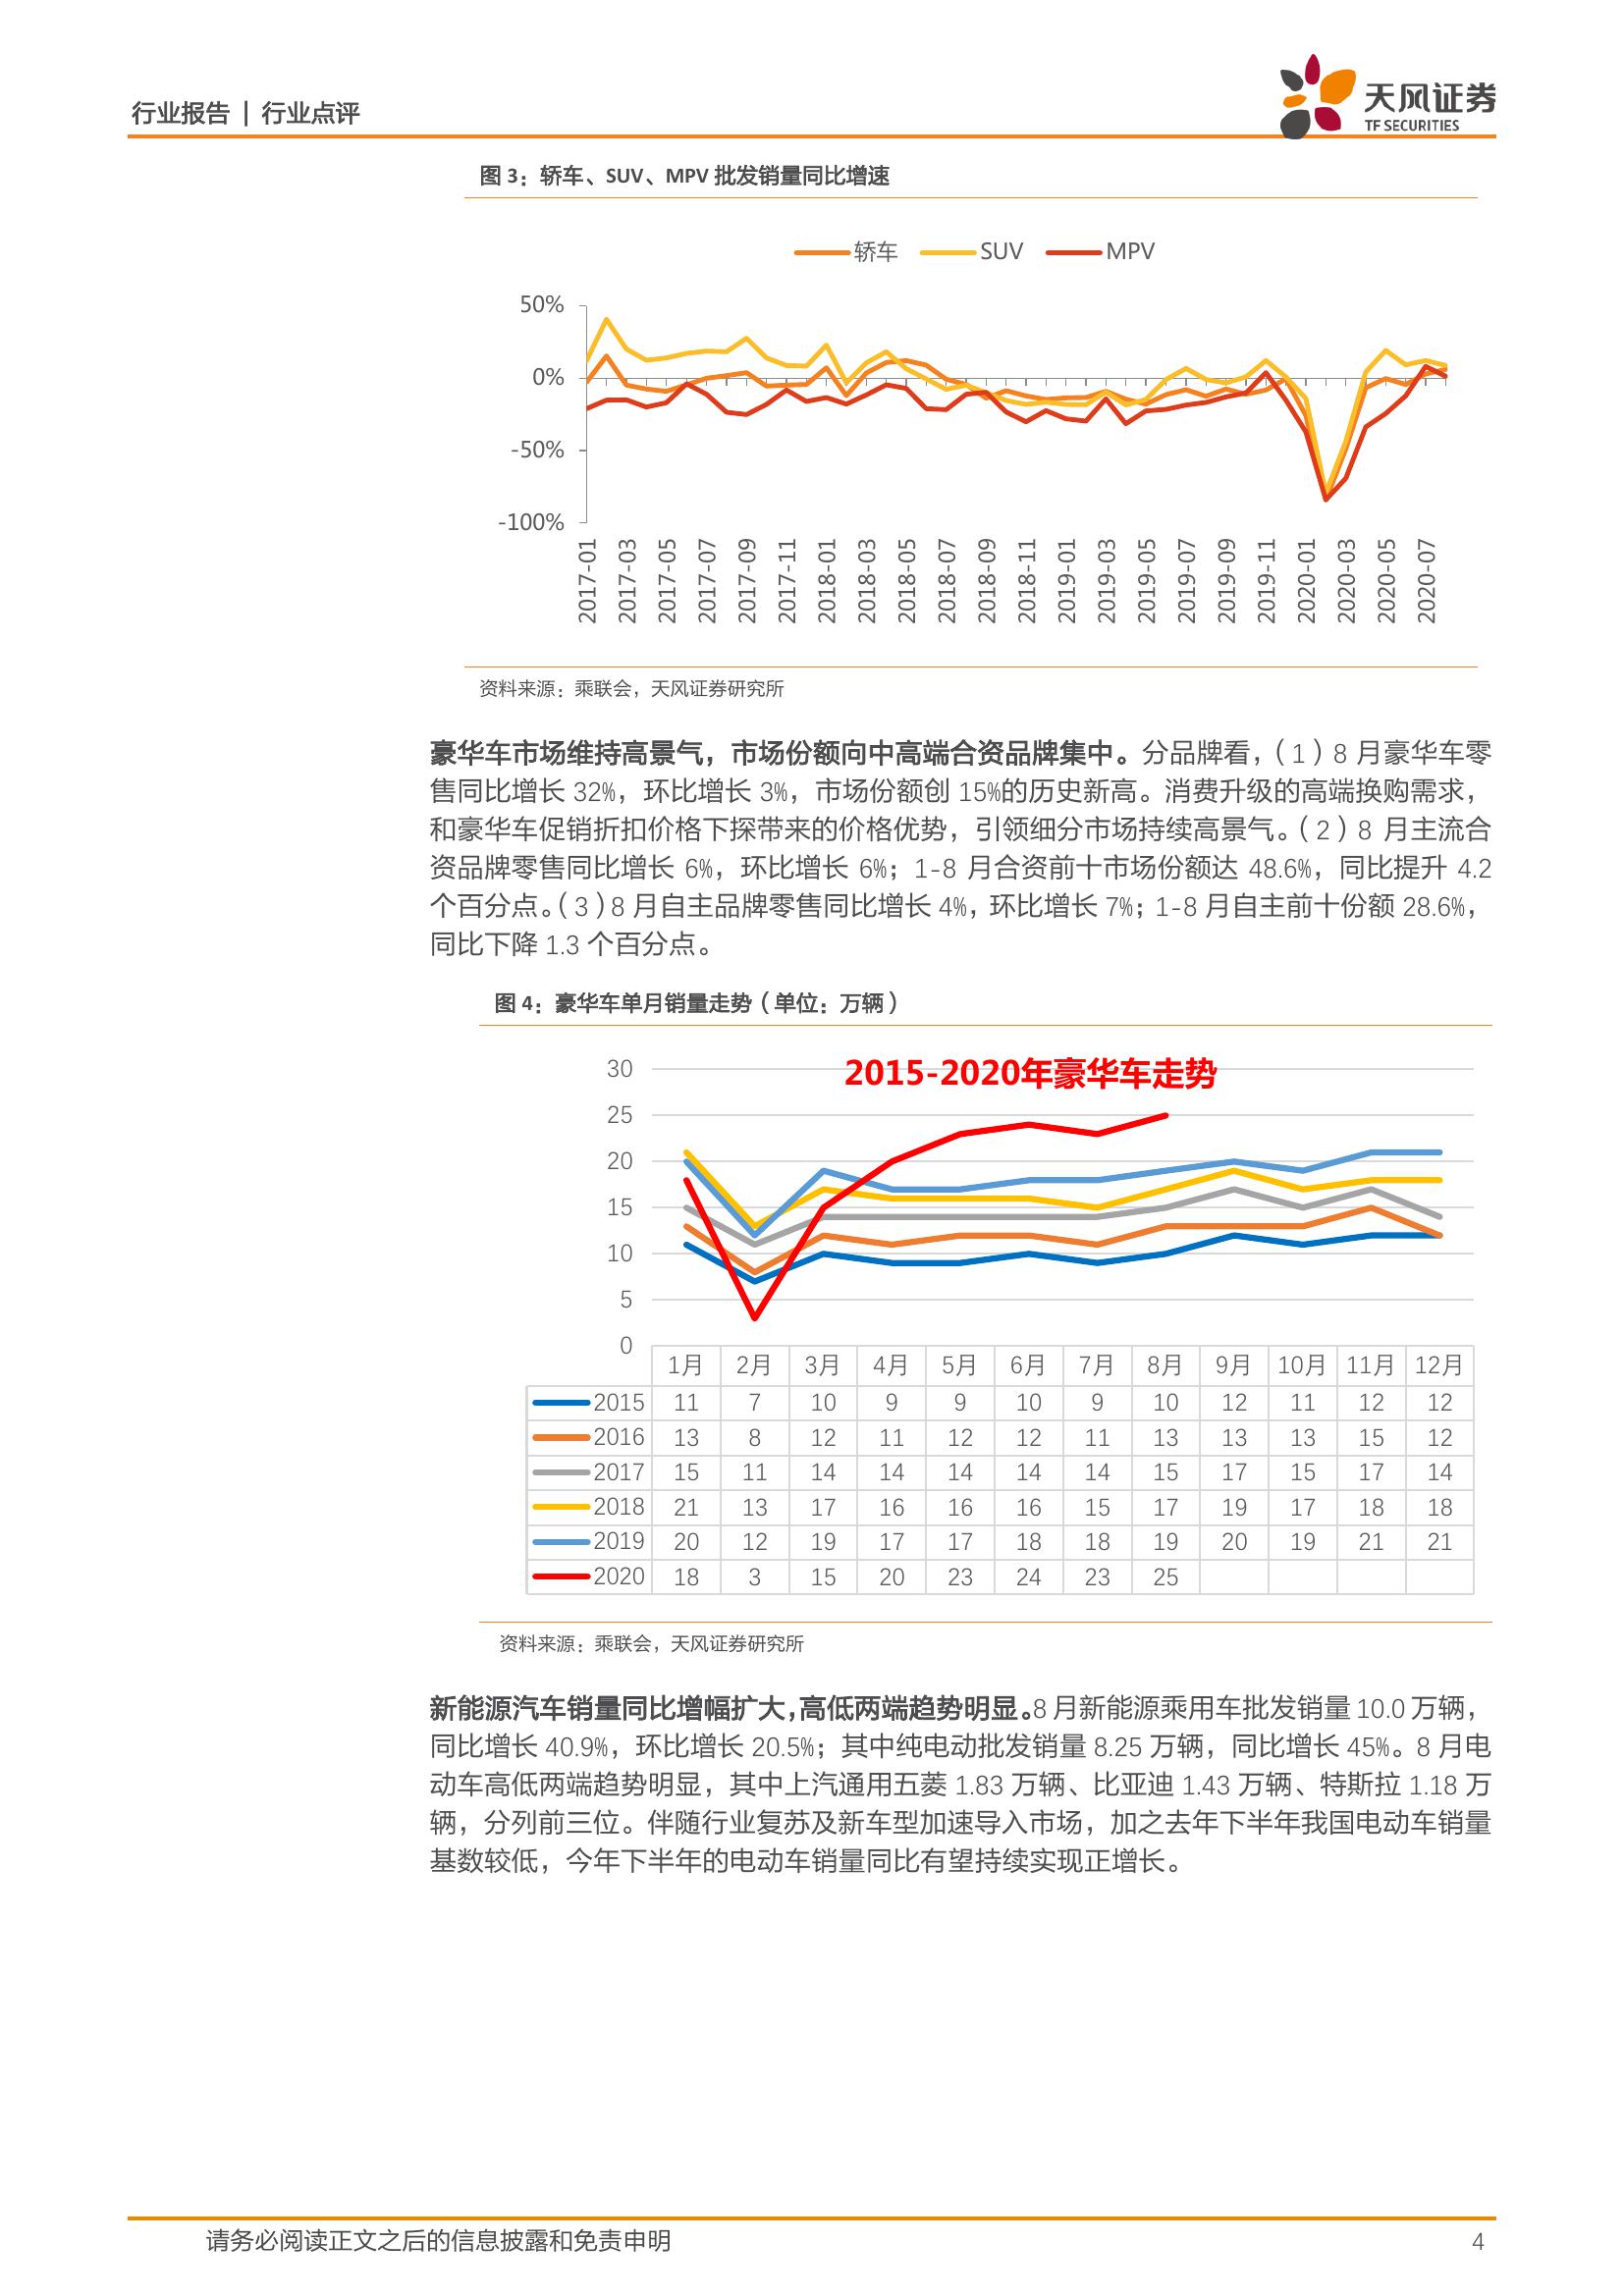 行业报告 | 行业点评
天风证券
TF SECURITIES
图 3：轿车、SUV、MPV 批发销量同比增速
轿车 SUV MPV
50%
0%
-50%
-100%
2017-01 2017-03 2017-05 2017-07 2017-09 2017-11 2018-01 2018-03 2018-05 2018-07 2018-09 2018-11 2019-01 2019-03 2019-05 2019-07 2019-09 2019-11 2020-01 2020-03 2020-05 2020-07
资料来源：乘联会，天风证券研究所
豪华车市场维持高景气，市场份额向中高端合资品牌集中。分品牌看，（1）8 月豪华车零
售同比增长 32%，环比增长 3%，市场份额创 15%的历史新高。消费升级的高端换购需求，
和豪华车促销折扣价格下探带来的价格优势，引领细分市场持续高景气。（2）8 月主流合
资品牌零售同比增长 6%，环比增长 6%；1-8 月合资前十市场份额达 48.6%，同比提升 4.2
个百分点。（3）8 月自主品牌零售同比增长 4%，环比增长 7%；1-8 月自主前十份额 28.6%，
同比下降 1.3 个百分点。
图 4：豪华车单月销量走势（单位：万辆）
2015-2020年豪华车走势
30
25
20
15
10
5
0
1月 2月 3月 4月 5月 6月 7月 8月 9月 10月 11月 12月
2015 11 7 10 9 9 10 9 10 12 11 12 12
2016 13 8 12 11 12 12 11 13 13 13 15 12
2017 15 11 14 14 14 14 14 15 17 15 17 14
2018 21 13 17 16 16 16 15 17 19 17 18 18
2019 20 12 19 17 17 18 18 19 20 19 21 21
2020 18 3 15 20 23 24 23 25
资料来源：乘联会，天风证券研究所
新能源汽车销量同比增幅扩大，高低两端趋势明显。8 月新能源乘用车批发销量 10.0 万辆，
同比增长 40.9%，环比增长 20.5%；其中纯电动批发销量 8.25 万辆，同比增长 45%。8 月电
动车高低两端趋势明显，其中上汽通用五菱 1.83 万辆、比亚迪 1.43 万辆、特斯拉 1.18 万
辆，分列前三位。伴随行业复苏及新车型加速导入市场，加之去年下半年我国电动车销量
基数较低，今年下半年的电动车销量同比有望持续实现正增长。
请务必阅读正文之后的信息披露和免责申明
4